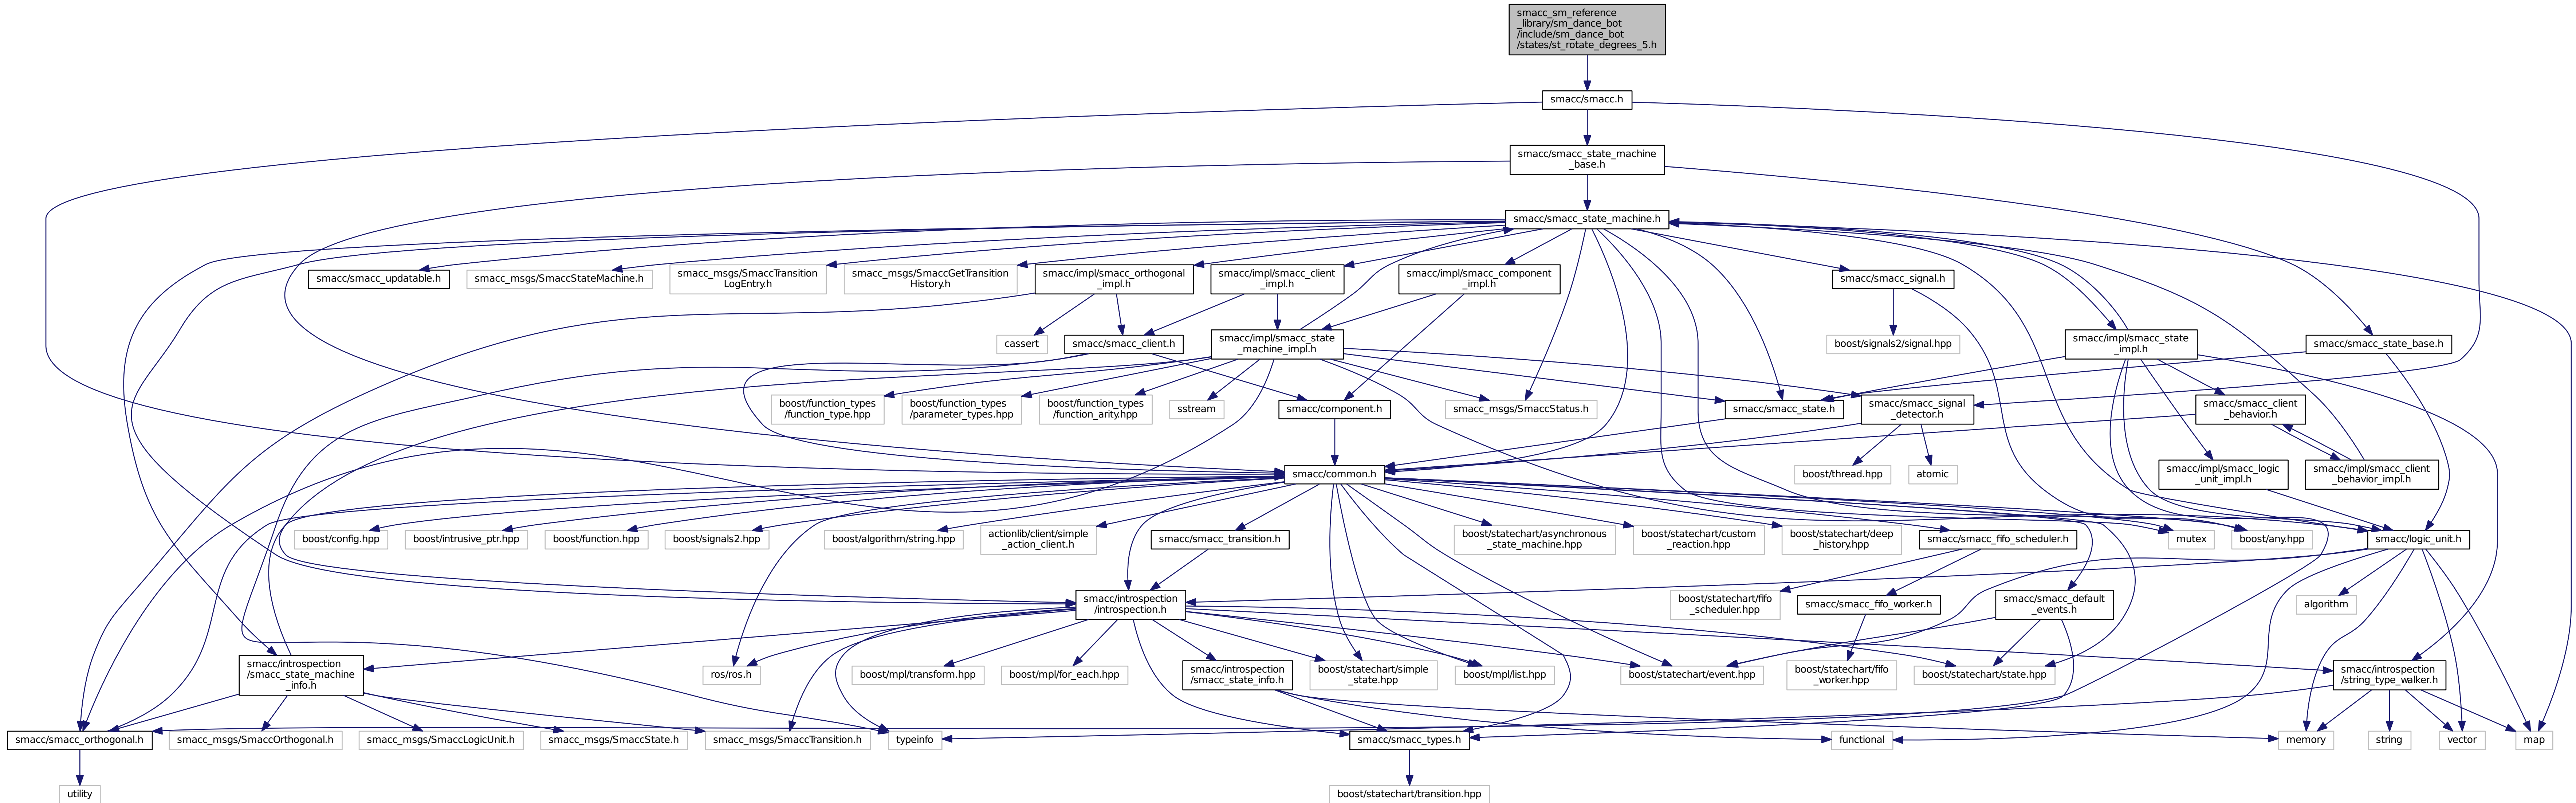 smacc_sm_reference
_library/sm_dance_bot
/include/sm_dance_bot
/states/st_rotate_degrees_5.h
smacc/smacc.h
smacc/smacc_state_machine
_base.h
smacc/smacc_state_machine.h
smacc/smacc_updatable.h
smacc_msgs/SmaccStateMachine.h
smacc_msgs/SmaccTransition
LogEntry.h
smacc_msgs/SmaccGetTransition
History.h
smacc/impl/smacc_orthogonal
_impl.h
smacc/impl/smacc_client
_impl.h
smacc/impl/smacc_component
_impl.h
smacc/smacc_signal.h
cassert
smacc/smacc_client.h
smacc/impl/smacc_state
_machine_impl.h
boost/signals2/signal.hpp
smacc/impl/smacc_state
_impl.h
smacc/smacc_state_base.h
boost/function_types
/function_type.hpp
boost/function_types
/parameter_types.hpp
boost/function_types
/function_arity.hpp
sstream
smacc/component.h
smacc_msgs/SmaccStatus.h
smacc/smacc_state.h
smacc/smacc_signal
_detector.h
smacc/smacc_client
_behavior.h
smacc/common.h
boost/thread.hpp
atomic
smacc/impl/smacc_logic
_unit_impl.h
smacc/impl/smacc_client
_behavior_impl.h
boost/config.hpp
boost/intrusive_ptr.hpp
boost/function.hpp
boost/signals2.hpp
boost/algorithm/string.hpp
actionlib/client/simple
_action_client.h
smacc/smacc_transition.h
boost/statechart/asynchronous
_state_machine.hpp
boost/statechart/custom
_reaction.hpp
boost/statechart/deep
_history.hpp
smacc/smacc_fifo_scheduler.h
mutex
boost/any.hpp
smacc/logic_unit.h
smacc/introspection
/introspection.h
boost/statechart/fifo
_scheduler.hpp
smacc/smacc_fifo_worker.h
smacc/smacc_default
_events.h
algorithm
smacc/introspection
/smacc_state_machine
_info.h
ros/ros.h
boost/mpl/transform.hpp
boost/mpl/for_each.hpp
smacc/introspection
/smacc_state_info.h
boost/statechart/simple
_state.hpp
boost/mpl/list.hpp
boost/statechart/event.hpp
boost/statechart/fifo
_worker.hpp
boost/statechart/state.hpp
smacc/introspection
/string_type_walker.h
smacc/smacc_orthogonal.h
smacc_msgs/SmaccOrthogonal.h
smacc_msgs/SmaccLogicUnit.h
smacc_msgs/SmaccState.h
smacc_msgs/SmaccTransition.h
typeinfo
smacc/smacc_types.h
functional
memory
string
vector
map
utility
boost/statechart/transition.hpp